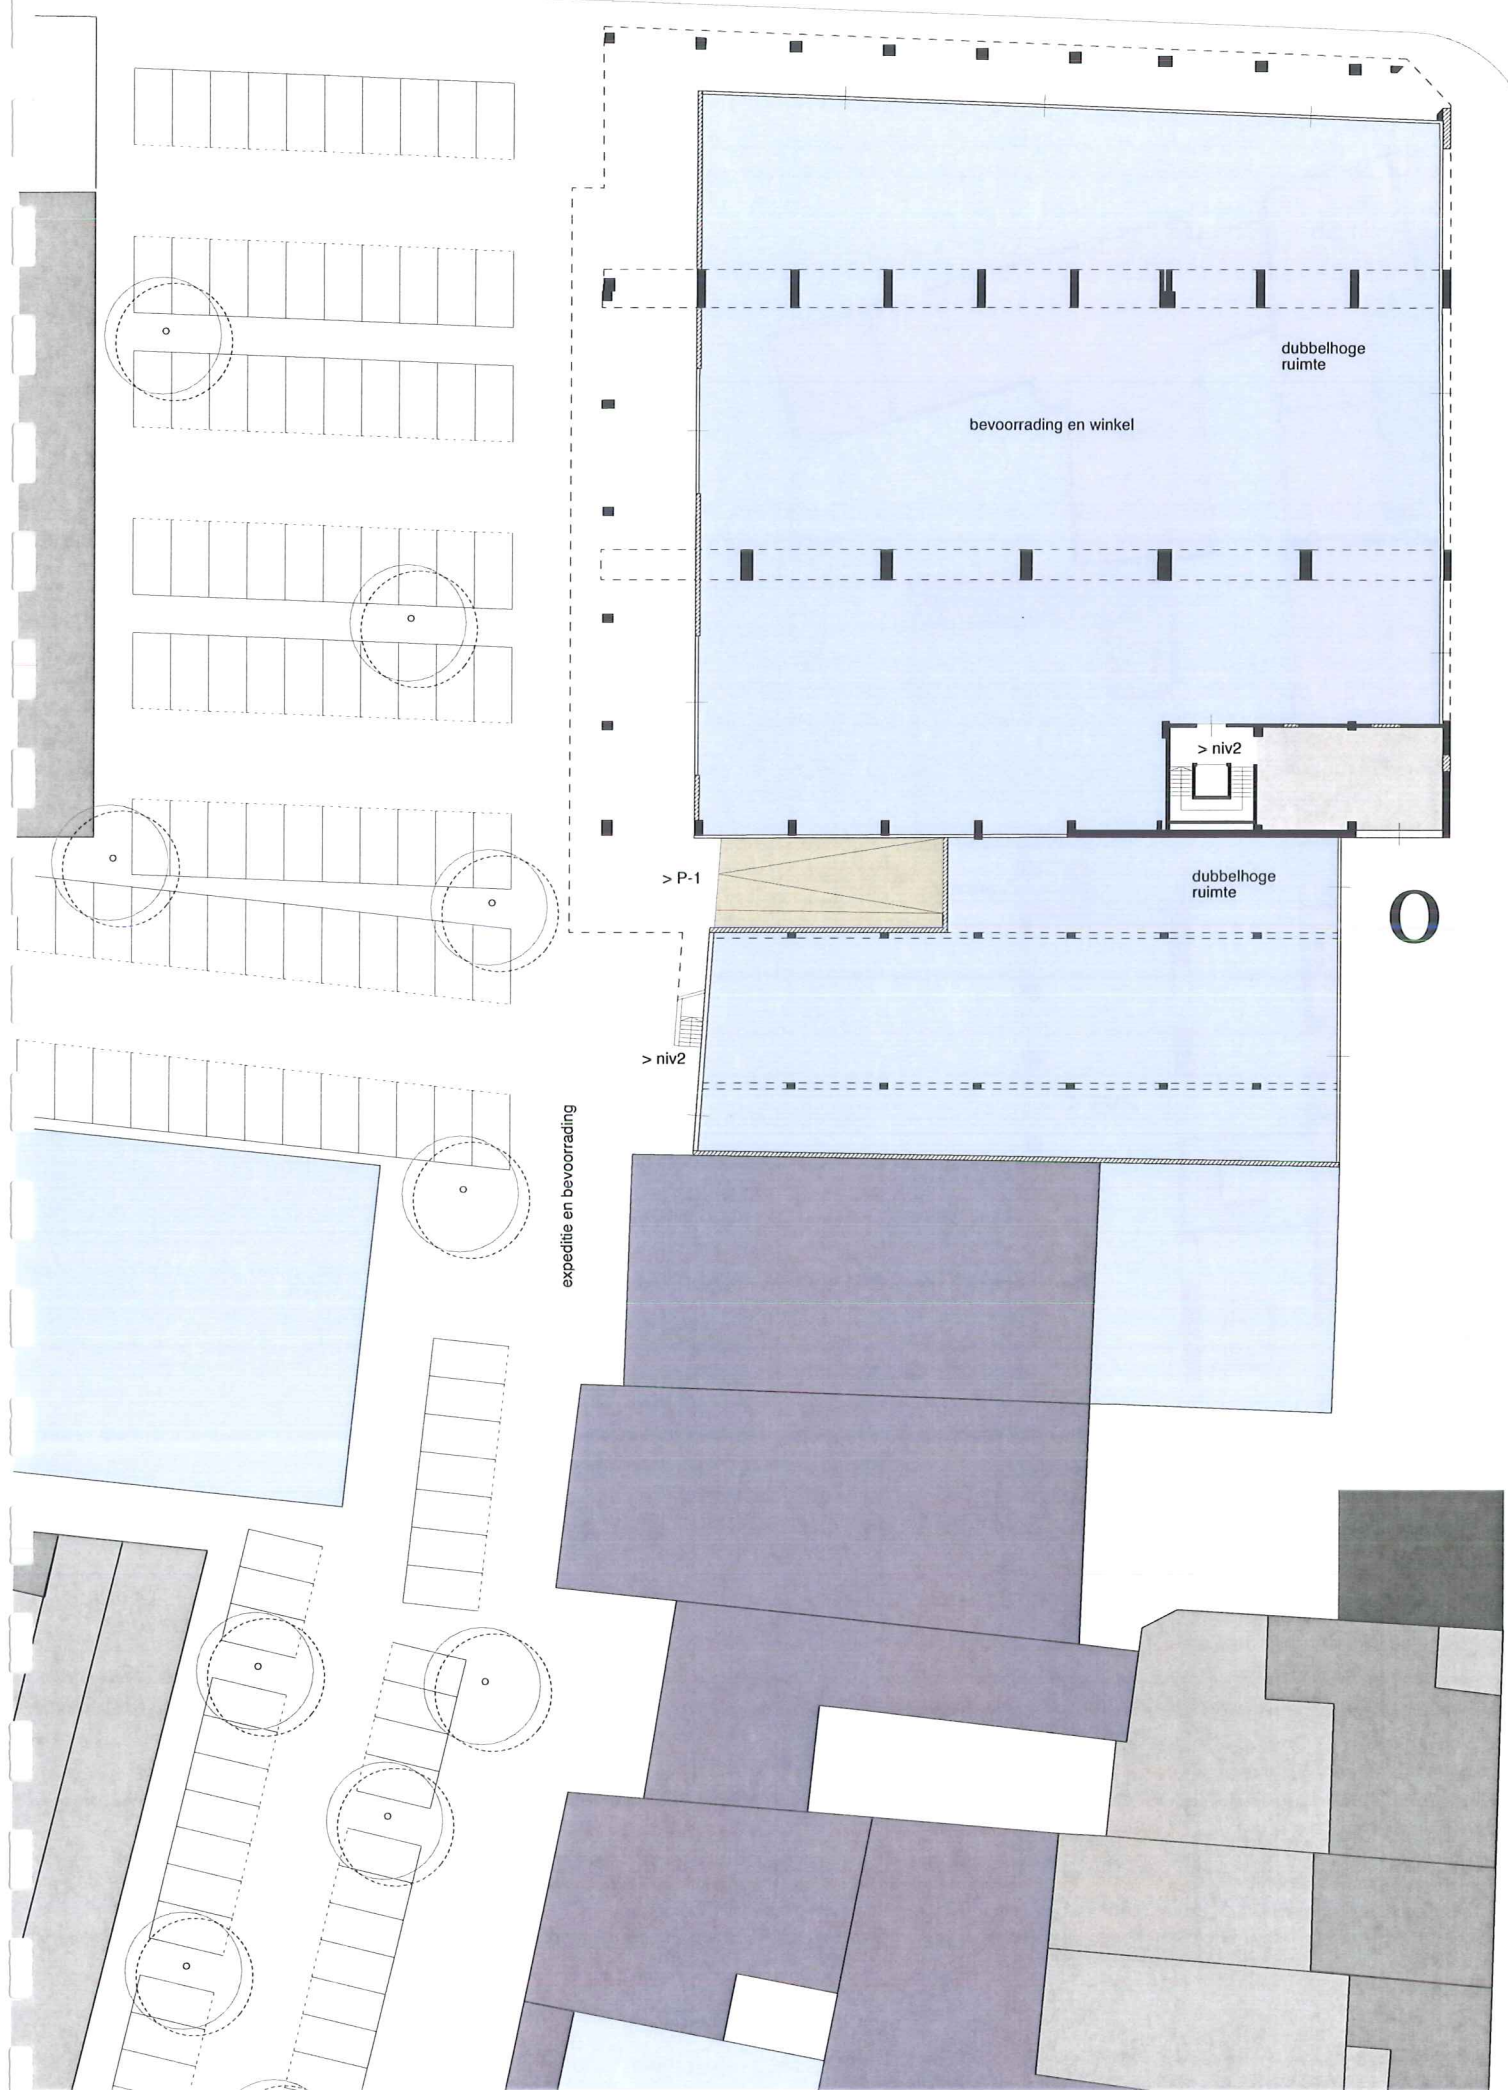 dubbelhoge
ruimte
bevoorrading en winkel
> niv2
> P-1
dubbelhoge
ruimte
O
> niv2
expeditie en bevoorrading